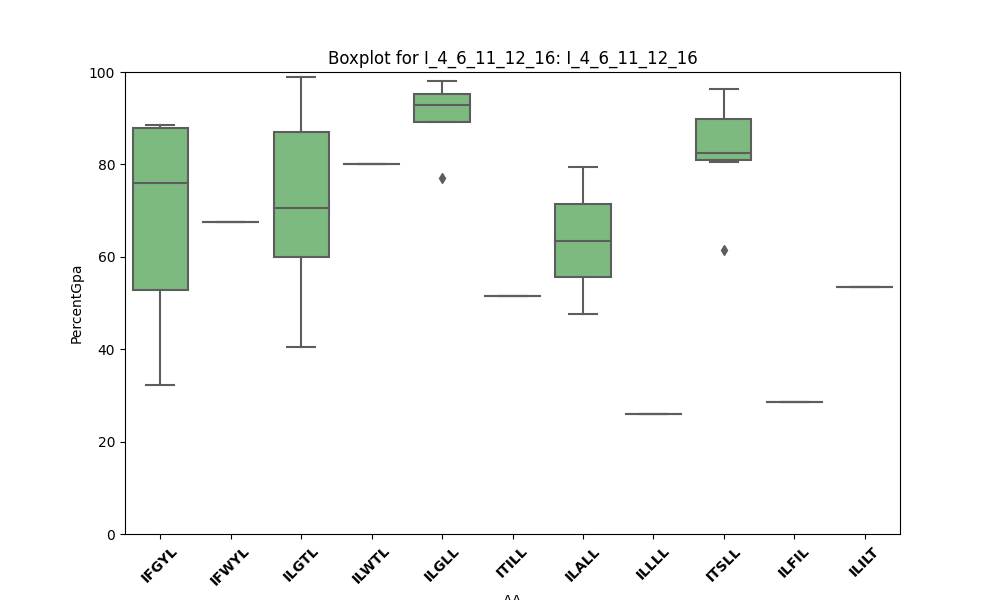 Boxplot for I_4_6_11_12_16: I_4_6_11_12_16
100
80
60
40
20
0
PercentGpa
IFGYL
IFWYL
ILGTL
ILWTL
ILGLL
ITILL
ILALL
ILLLL
ITSLL
ILFIL
ILILT
AA